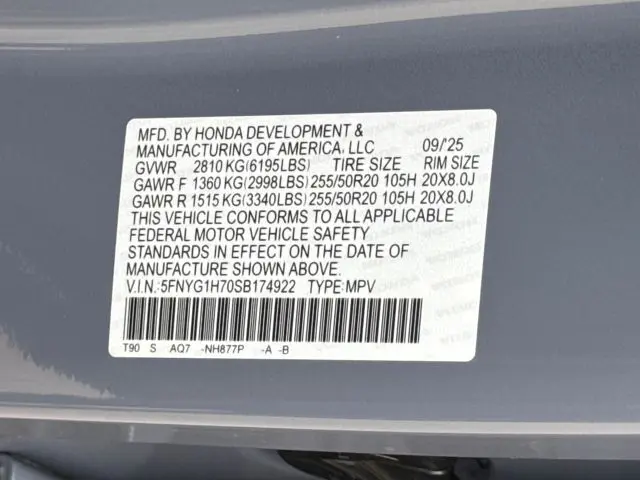 MFD. BY HONDA DEVELOPMENT &
MANUFACTURING OF AMERICA, LLC 09/'25
GVWR 2810 KG(6195LBS) TIRE SIZE RIM SIZE
GAWR F 1360 KG(2998LBS) 255/50R20 105H 20X8.0J
GAWR R 1515 KG(3340LBS) 255/50R20 105H 20X8.0J
THIS VEHICLE CONFORMS TO ALL APPLICABLE
FEDERAL MOTOR VEHICLE SAFETY
STANDARDS IN EFFECT ON THE DATE OF
MANUFACTURE SHOWN ABOVE.
V.I.N.: 5FNYG1H70SB174922 TYPE: MPV
T90 S AQ7 -NH877P -A -B